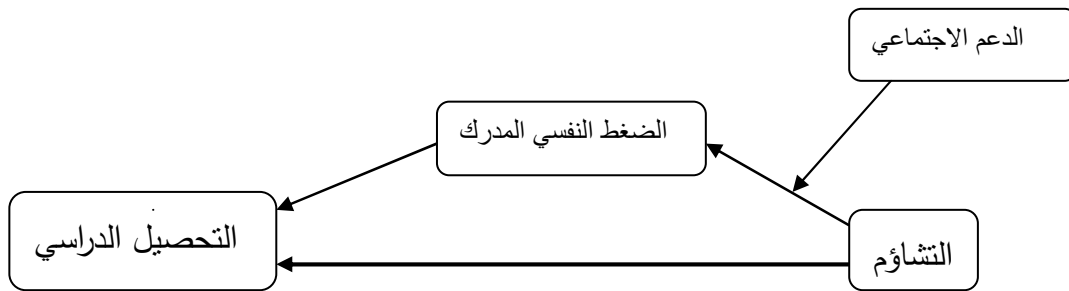 الدعم الاجتماعي
الضغط النفسي المدرك
التحصيل الدراسي
التشاؤم